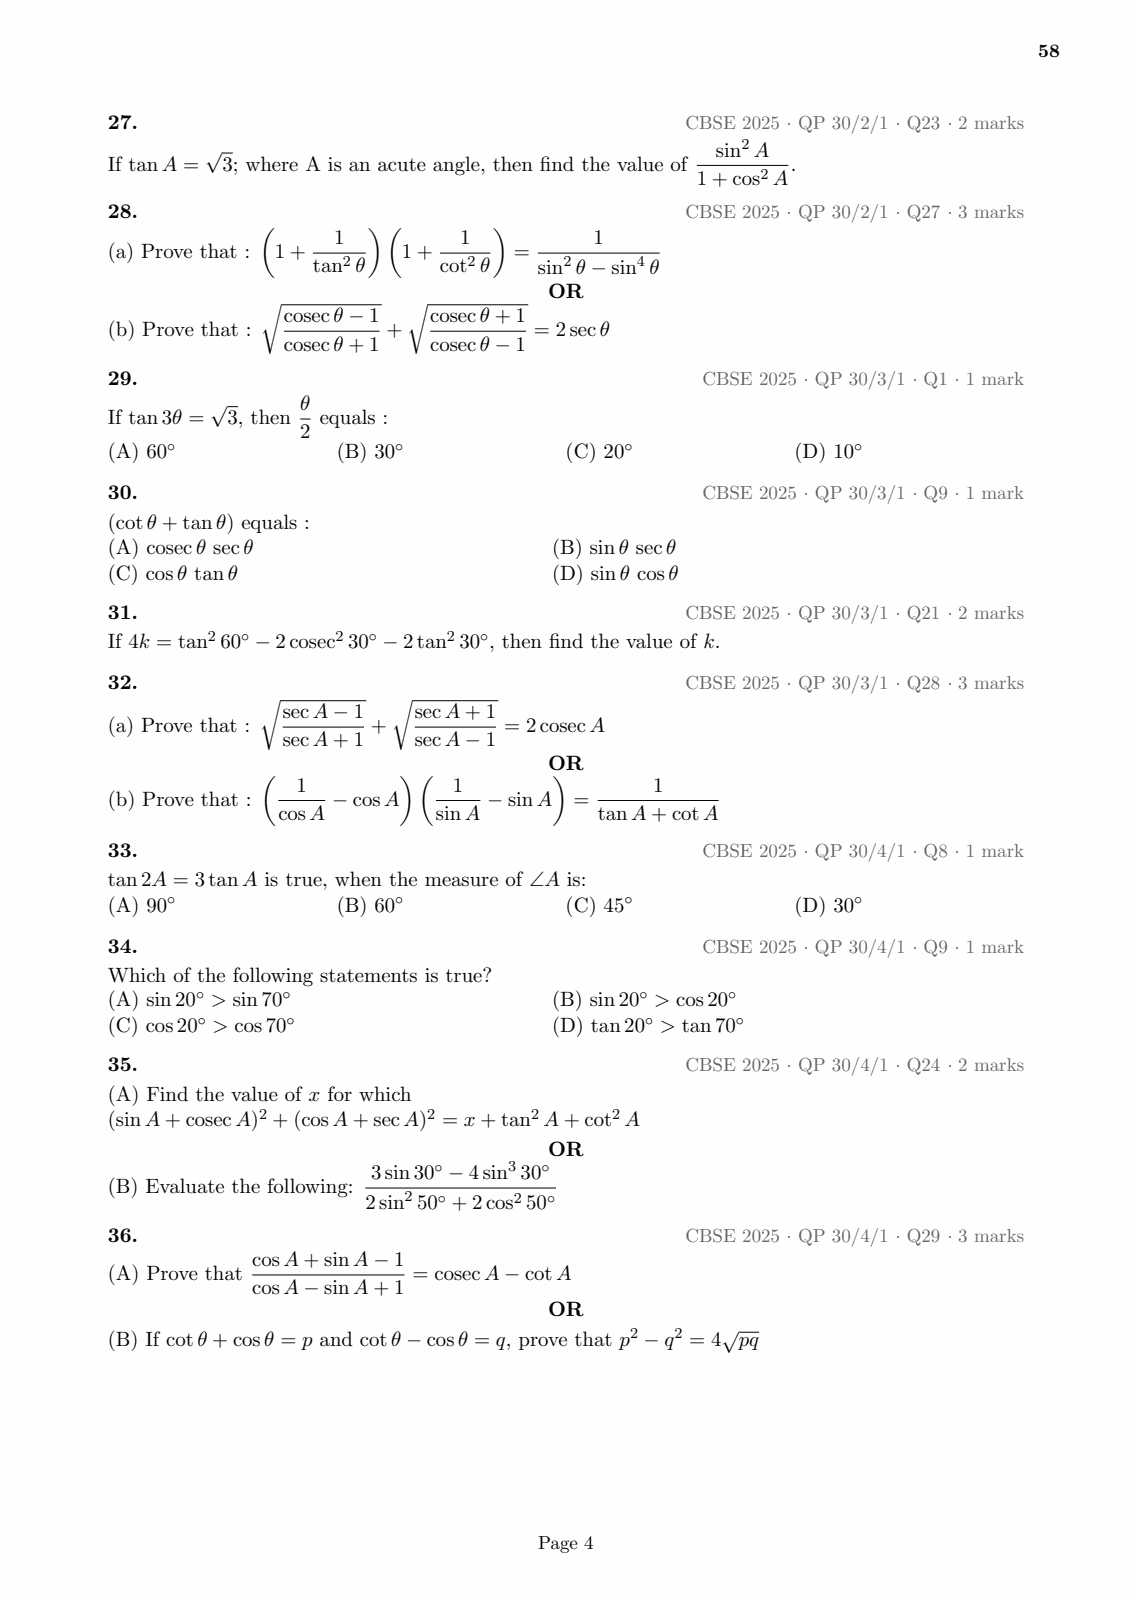 58
27. CBSE 2025 · QP 30/2/1 · Q23 · 2 marks
If tan A = √3; where A is an acute angle, then find the value of sin² A / (1 + cos² A).
28. CBSE 2025 · QP 30/2/1 · Q27 · 3 marks
(a) Prove that : (1 + 1/tan² θ) (1 + 1/cot² θ) = 1/(sin² θ − sin⁴ θ)
OR
(b) Prove that : √((cosec θ − 1)/(cosec θ + 1)) + √((cosec θ + 1)/(cosec θ − 1)) = 2 sec θ
29. CBSE 2025 · QP 30/3/1 · Q1 · 1 mark
If tan 3θ = √3, then θ/2 equals :
(A) 60° (B) 30° (C) 20° (D) 10°
30. CBSE 2025 · QP 30/3/1 · Q9 · 1 mark
(cot θ + tan θ) equals :
(A) cosec θ sec θ (B) sin θ sec θ
(C) cos θ tan θ (D) sin θ cos θ
31. CBSE 2025 · QP 30/3/1 · Q21 · 2 marks
If 4k = tan² 60° − 2 cosec² 30° − 2 tan² 30°, then find the value of k.
32. CBSE 2025 · QP 30/3/1 · Q28 · 3 marks
(a) Prove that : √((sec A − 1)/(sec A + 1)) + √((sec A + 1)/(sec A − 1)) = 2 cosec A
OR
(b) Prove that : (1/cos A − cos A) (1/sin A − sin A) = 1/(tan A + cot A)
33. CBSE 2025 · QP 30/4/1 · Q8 · 1 mark
tan 2A = 3 tan A is true, when the measure of ∠A is:
(A) 90° (B) 60° (C) 45° (D) 30°
34. CBSE 2025 · QP 30/4/1 · Q9 · 1 mark
Which of the following statements is true?
(A) sin 20° > sin 70° (B) sin 20° > cos 20°
(C) cos 20° > cos 70° (D) tan 20° > tan 70°
35. CBSE 2025 · QP 30/4/1 · Q24 · 2 marks
(A) Find the value of x for which
(sin A + cosec A)² + (cos A + sec A)² = x + tan² A + cot² A
OR
(B) Evaluate the following: (3 sin 30° − 4 sin³ 30°)/(2 sin² 50° + 2 cos² 50°)
36. CBSE 2025 · QP 30/4/1 · Q29 · 3 marks
(A) Prove that (cos A + sin A − 1)/(cos A − sin A + 1) = cosec A − cot A
OR
(B) If cot θ + cos θ = p and cot θ − cos θ = q, prove that p² − q² = 4√pq
Page 4